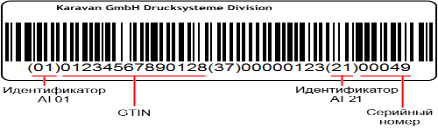 Karavan GmbH Drucksysteme Division
(01)01234567890128(37)00000123(21)00049
Идентификатор
AI 01
GTIN
Идентификатор
AI 21
Серийный
номер